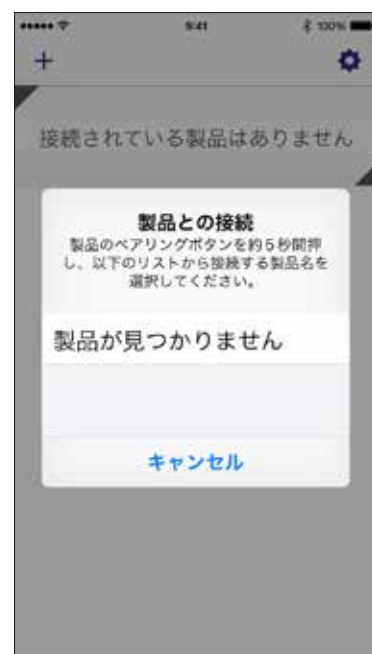 9:41
100%
接続されている製品はありません
製品との接続
製品のペアリングボタンを約5秒間押
し、以下のリストから接続する製品名を
選択してください。
製品が見つかりません
キャンセル